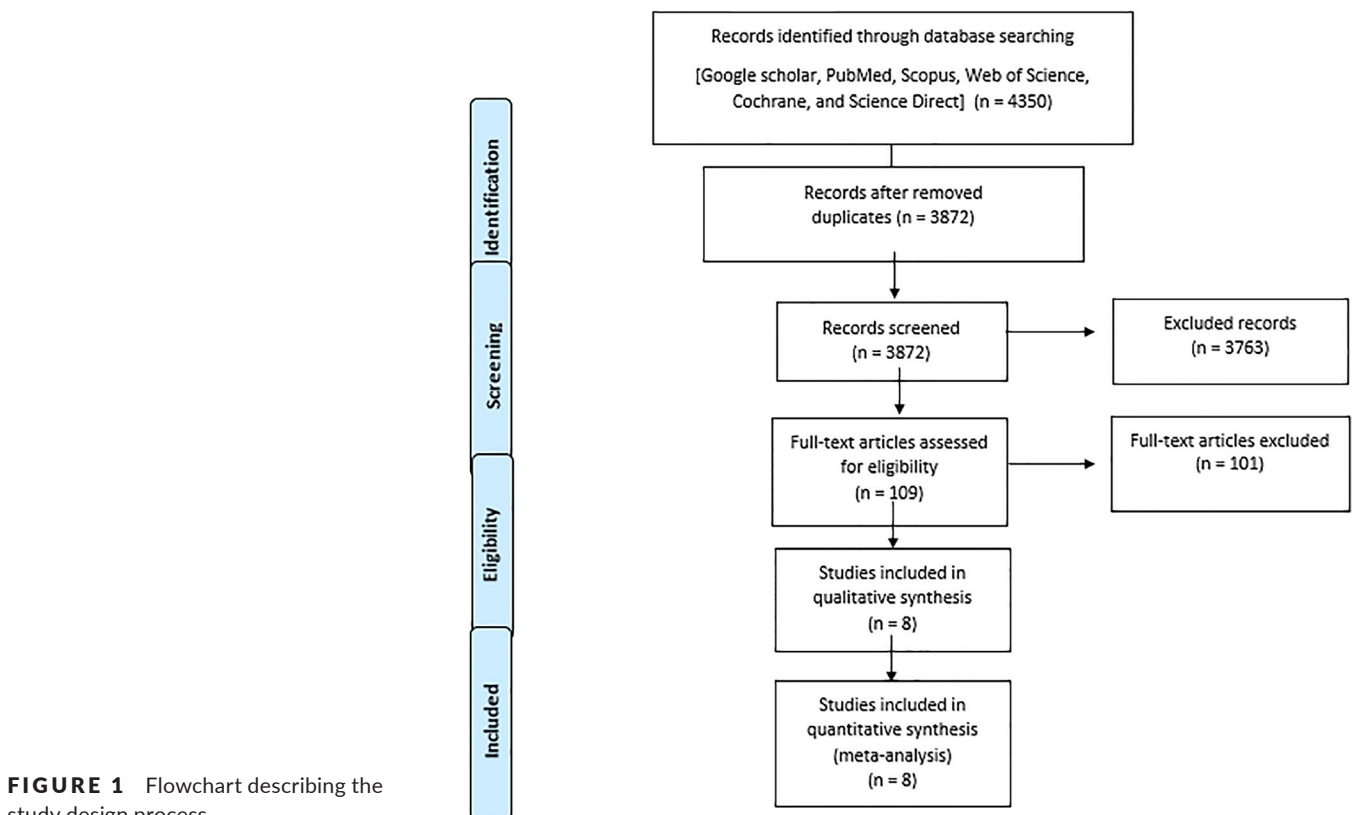 Records identified through database searching
[Google scholar, PubMed, Scopus, Web of Science,
Cochrane, and Science Direct] (n = 4350)
Identification
Records after removed
duplicates (n = 3872)
Screening
Records screened
(n = 3872)
Excluded records
(n = 3763)
Eligibility
Full-text articles assessed
for eligibility
(n = 109)
Full-text articles excluded
(n = 101)
Studies included in
qualitative synthesis
(n = 8)
Included
Studies included in
quantitative synthesis
(meta-analysis)
(n = 8)
FIGURE 1 Flowchart describing the
study design process